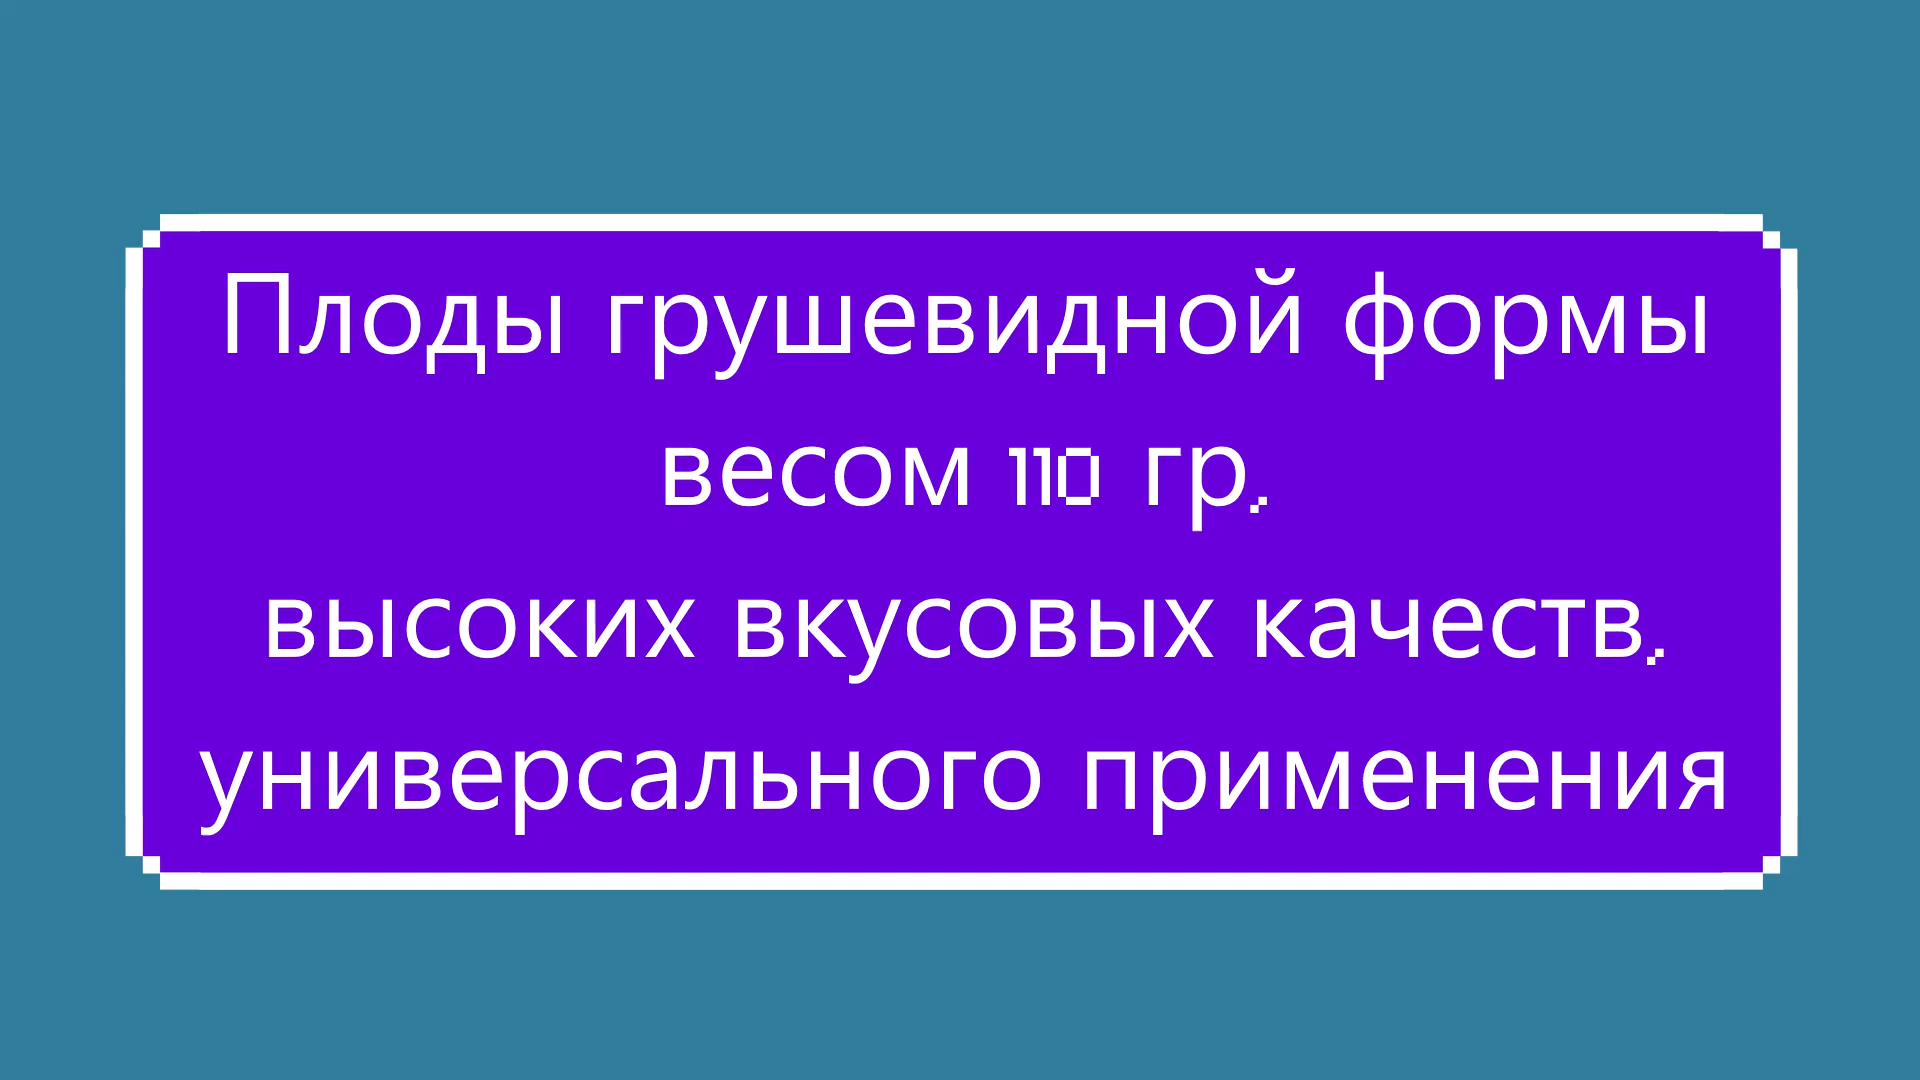 Плоды грушевидной формы
весом 110 гр,
высоких вкусовых качеств,
универсального применения